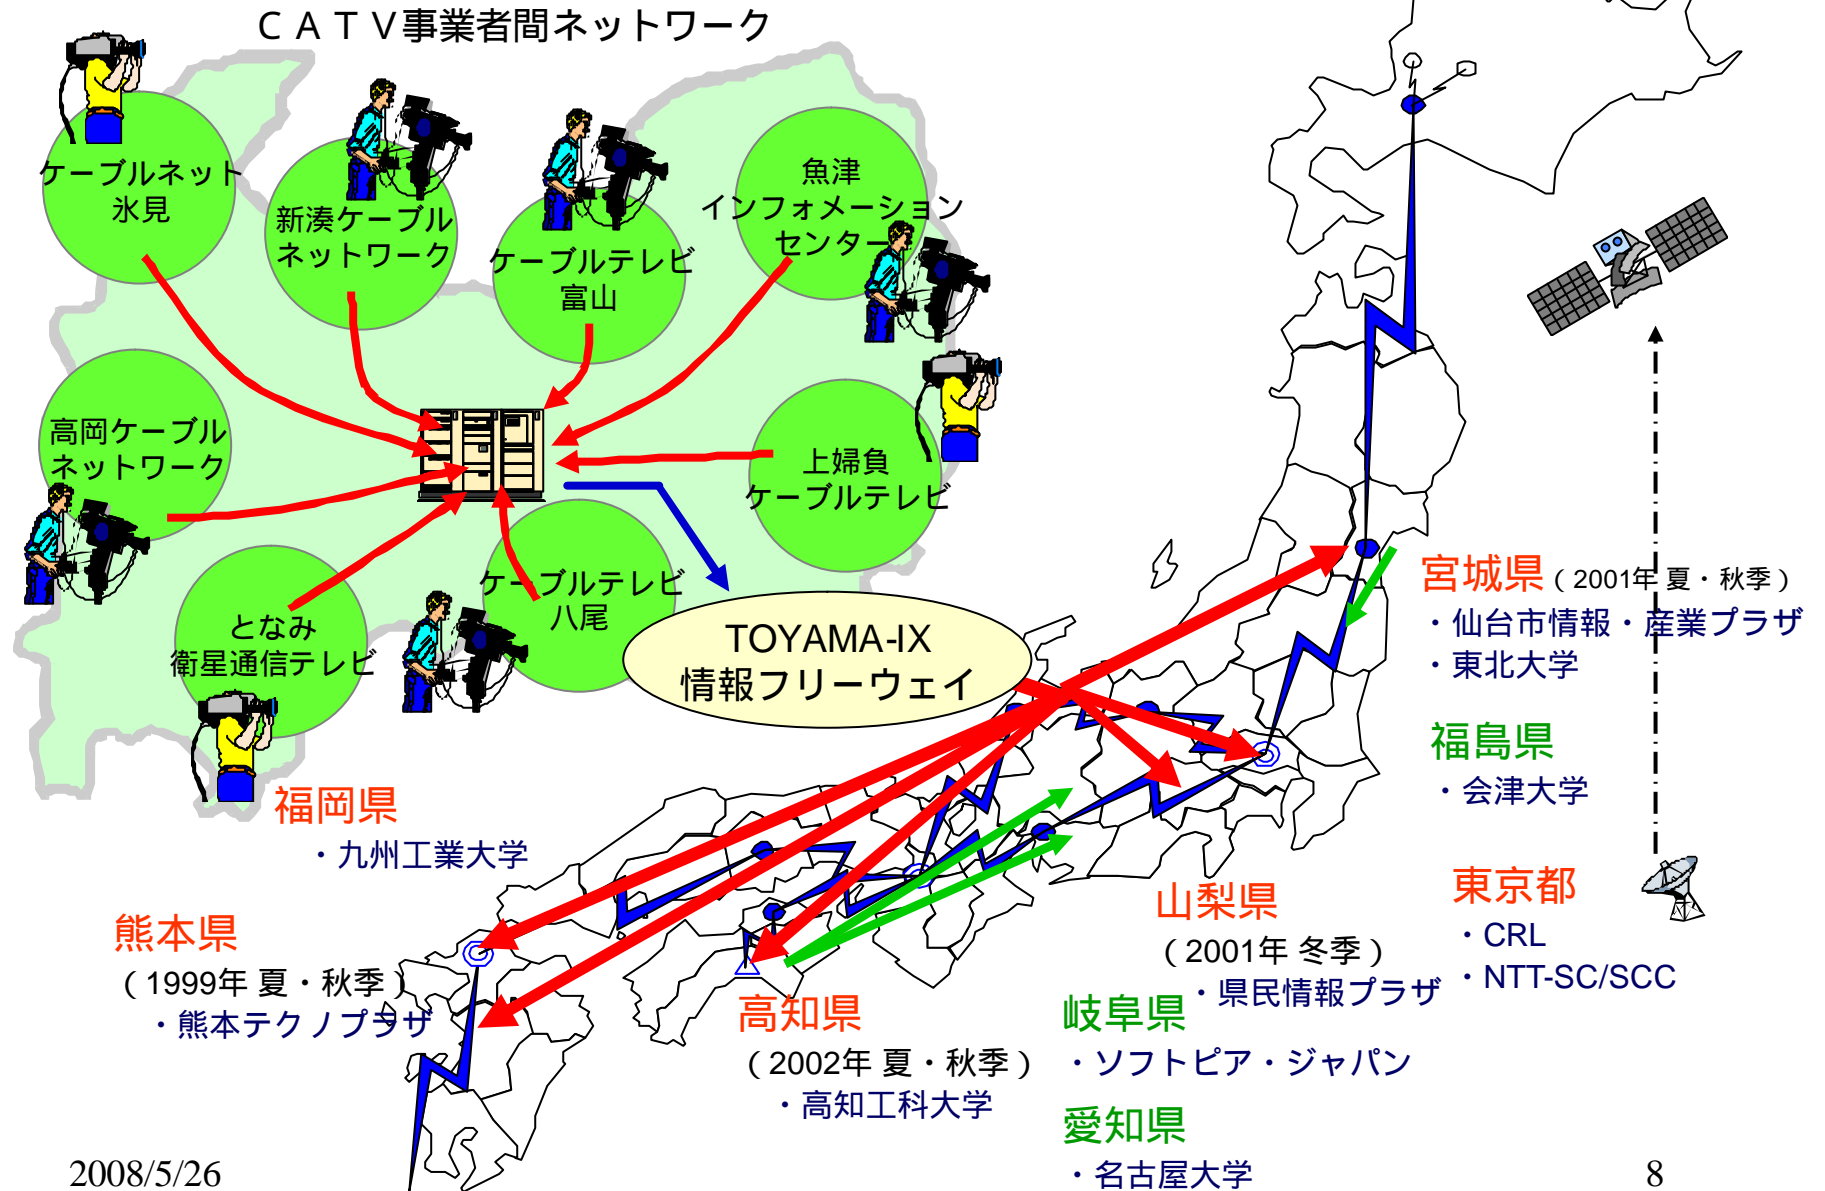 ＣＡＴＶ事業者間ネットワーク
ケーブルネット
氷見
新湊ケーブル
ネットワーク
ケーブルテレビ
富山
魚津
インフォメーション
センター
高岡ケーブル
ネットワーク
上婦負
ケーブルテレビ
となみ
衛星通信テレビ
ケーブルテレビ
八尾
TOYAMA-IX
情報フリーウェイ
宮城県（2001年 夏・秋季）
・仙台市情報・産業プラザ
・東北大学
福島県
・会津大学
福岡県
・九州工業大学
東京都
・CRL
・NTT-SC/SCC
山梨県
（2001年 冬季）
・県民情報プラザ
熊本県
（1999年 夏・秋季）
・熊本テクノプラザ
高知県
（2002年 夏・秋季）
・高知工科大学
岐阜県
・ソフトピア・ジャパン
愛知県
・名古屋大学
2008/5/26
8